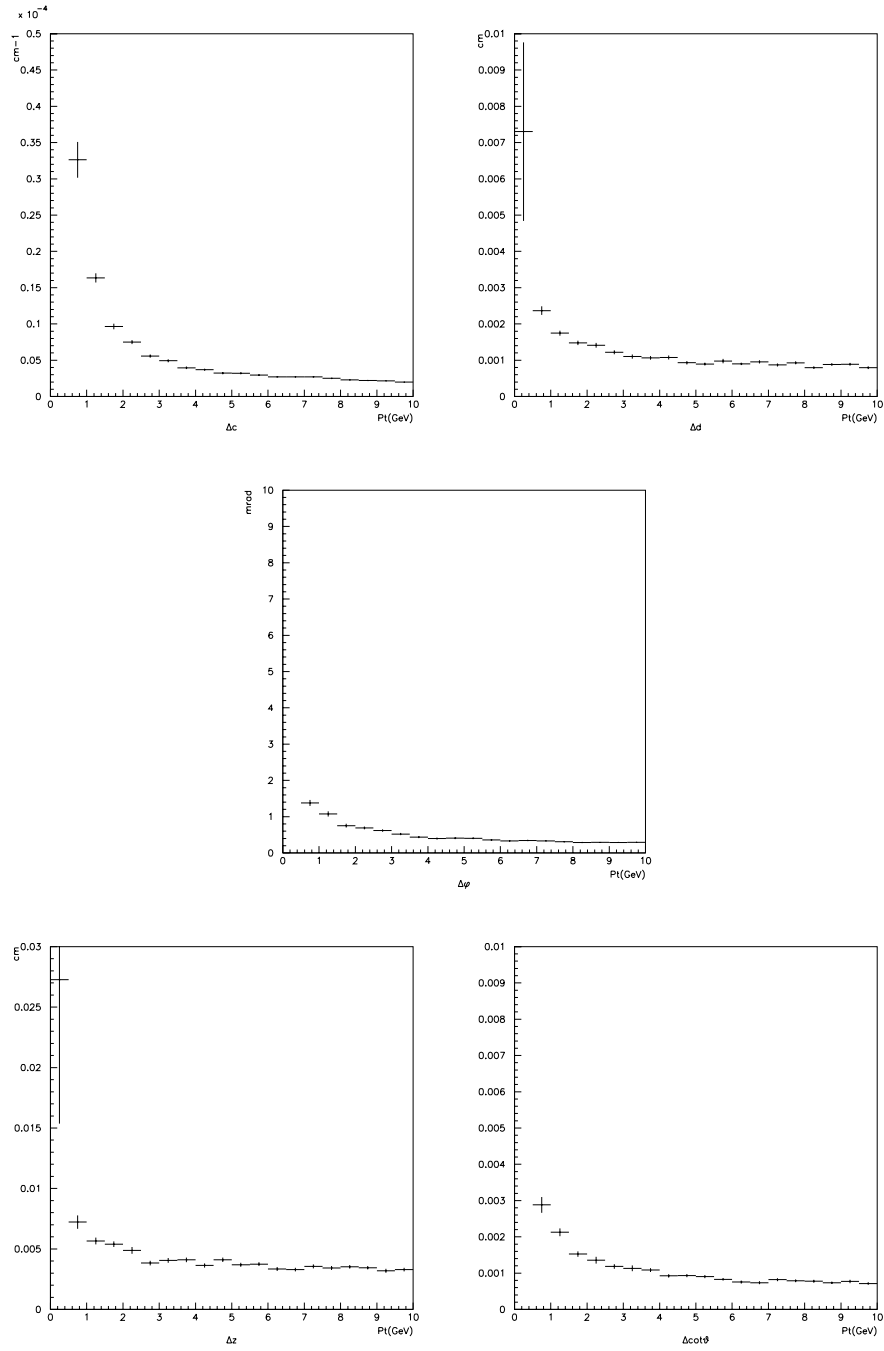 × 10⁻⁴
cm-1
0.5
0.45
0.4
0.35
0.3
0.25
0.2
0.15
0.1
0.05
0
0 1 2 3 4 5 6 7 8 9 10
Pt(GeV)
Δc
cm
0.01
0.009
0.008
0.007
0.006
0.005
0.004
0.003
0.002
0.001
0
0 1 2 3 4 5 6 7 8 9 10
Pt(GeV)
Δd
mrad
10
9
8
7
6
5
4
3
2
1
0
0 1 2 3 4 5 6 7 8 9 10
Pt(GeV)
Δφ
cm
0.03
0.025
0.02
0.015
0.01
0.005
0
0 1 2 3 4 5 6 7 8 9 10
Pt(GeV)
Δz
0.01
0.009
0.008
0.007
0.006
0.005
0.004
0.003
0.002
0.001
0
0 1 2 3 4 5 6 7 8 9 10
Pt(GeV)
Δcotϑ